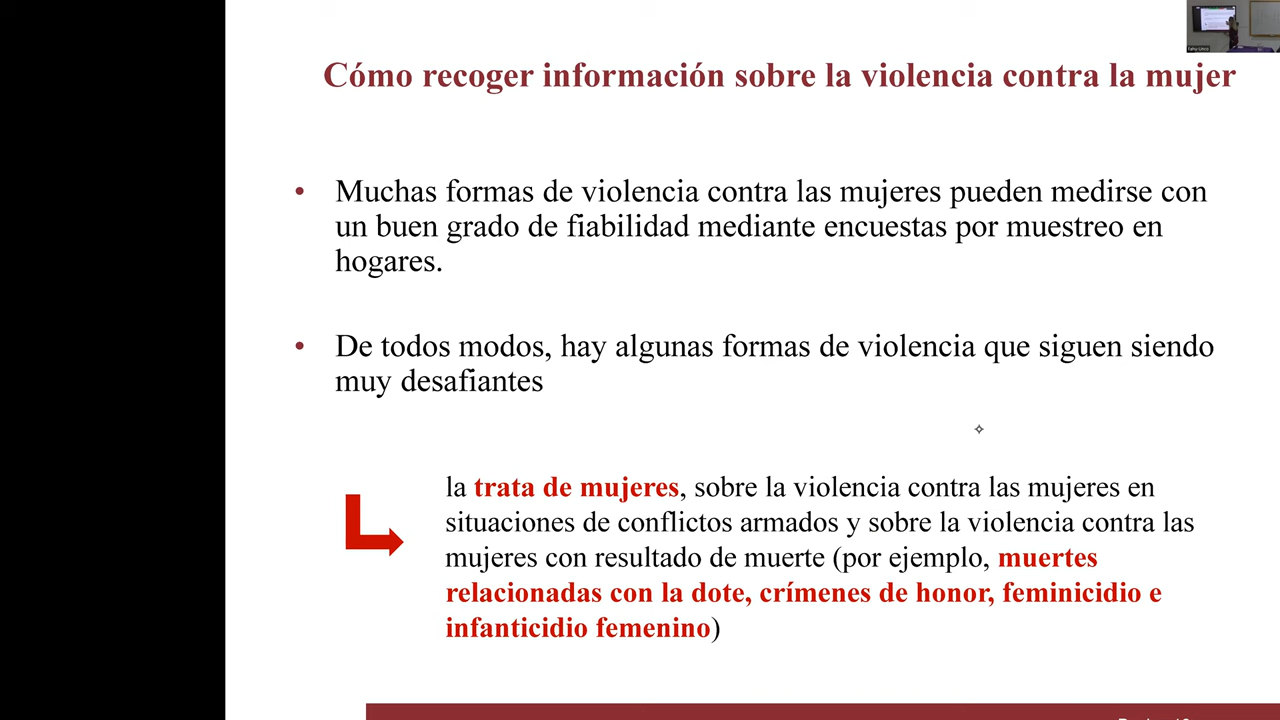 Cómo recoger información sobre la violencia contra la mujer
• Muchas formas de violencia contra las mujeres pueden medirse con
un buen grado de fiabilidad mediante encuestas por muestreo en
hogares.
• De todos modos, hay algunas formas de violencia que siguen siendo
muy desafiantes
la trata de mujeres, sobre la violencia contra las mujeres en
situaciones de conflictos armados y sobre la violencia contra las
mujeres con resultado de muerte (por ejemplo, muertes
relacionadas con la dote, crímenes de honor, feminicidio e
infanticidio femenino)